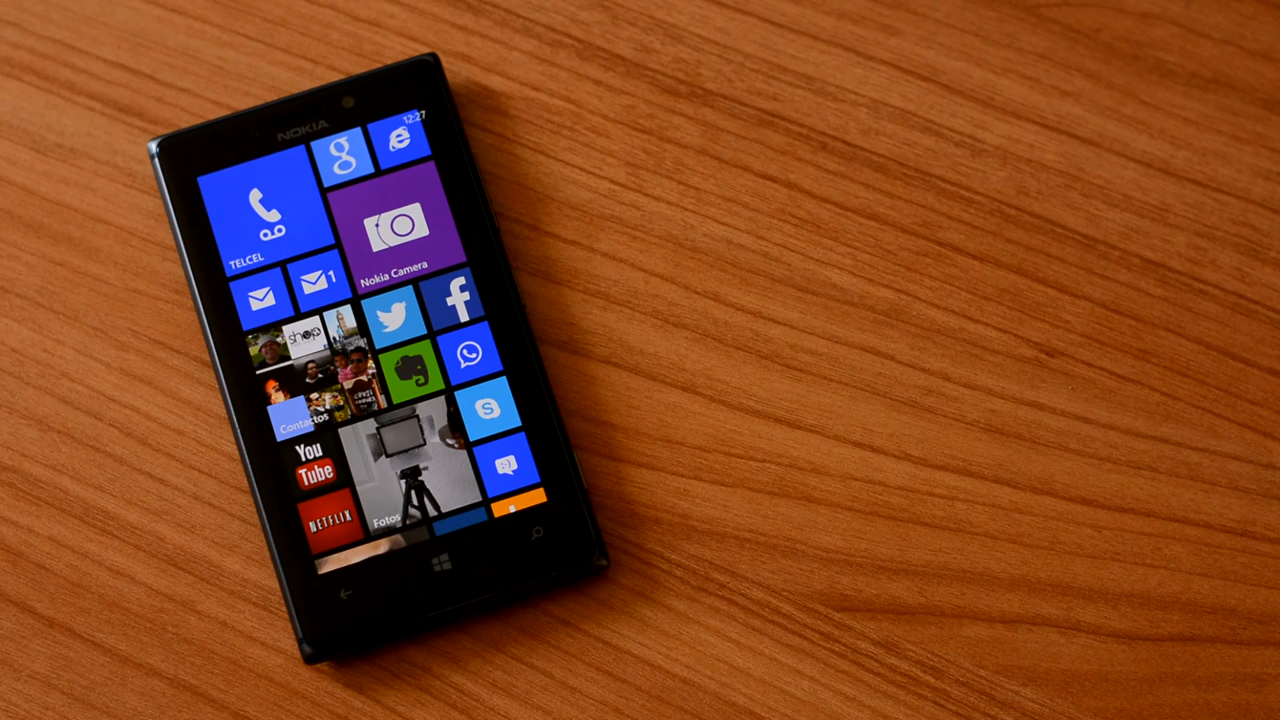 NOKIA
12:27
g
TELCEL
Nokia Camera
1
f
shop
Contactos
You
Tube
S
NETFLIX
Fotos